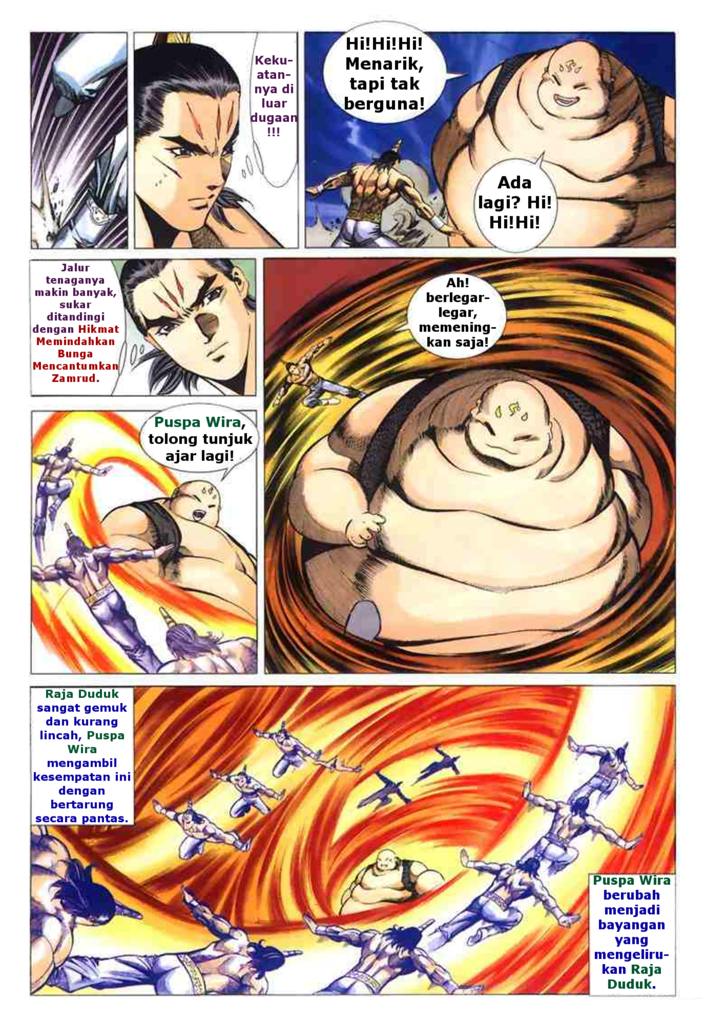 Keku-
atan-
nya di
luar
dugaan
!!!
Hi!Hi!Hi!
Menarik,
tapi tak
berguna!
Ada
lagi? Hi!
Hi!Hi!
Jalur
tenaganya
makin banyak,
sukar
ditandingi
dengan Hikmat
Memindahkan
Bunga
Mencantumkan
Zamrud.
Ah!
berlegar-
legar,
memening-
kan saja!
Puspa Wira,
tolong tunjuk
ajar lagi!
Raja Duduk
sangat gemuk
dan kurang
lincah, Puspa
Wira
mengambil
kesempatan ini
dengan
bertarung
secara pantas.
Puspa Wira
berubah
menjadi
bayangan
yang
mengeliru-
kan Raja
Duduk.